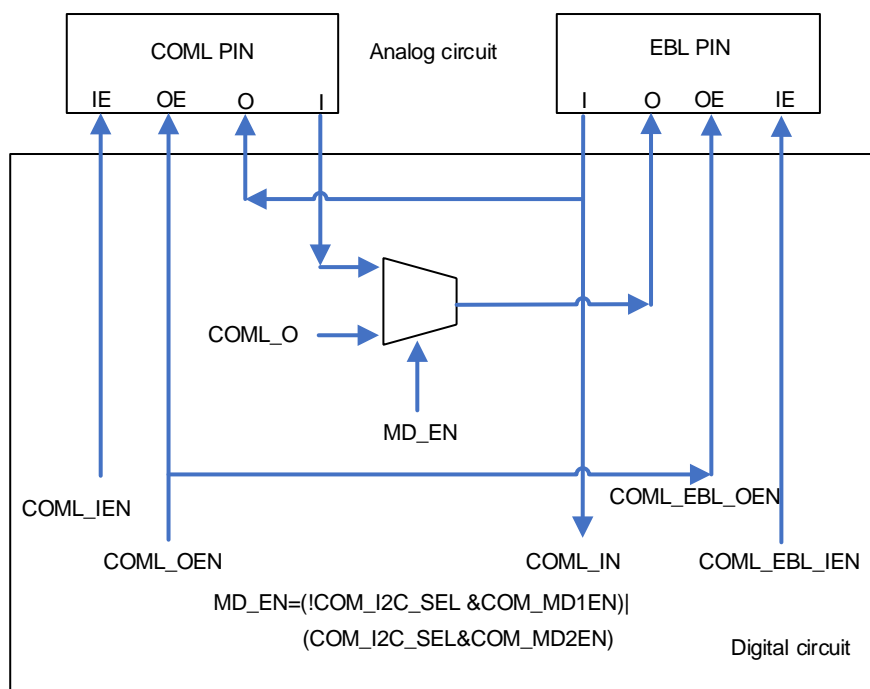 COML PIN
Analog circuit
EBL PIN
IE OE O I
I O OE IE
COML_O
MD_EN
COML_IEN
COML_EBL_OEN
COML_OEN
COML_IN
COML_EBL_IEN
MD_EN=(!COM_I2C_SEL &COM_MD1EN)|
(COM_I2C_SEL&COM_MD2EN)
Digital circuit